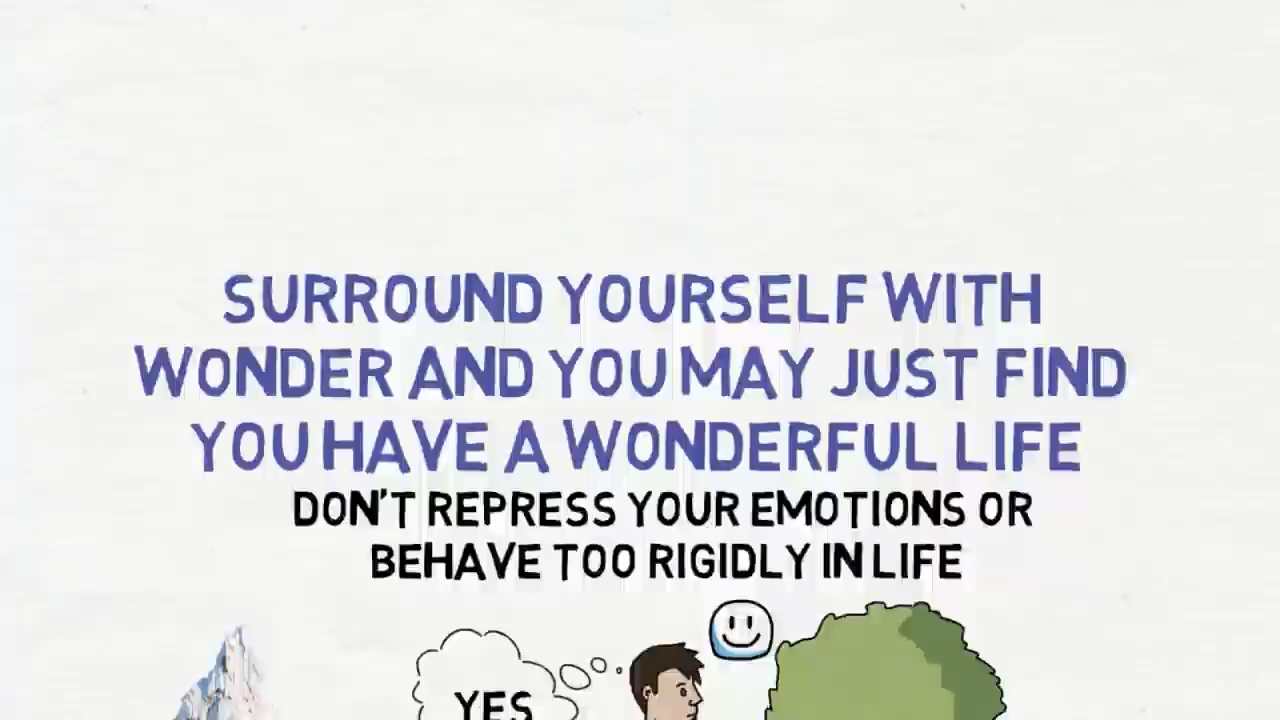 SURROUND YOURSELF WITH
WONDER AND YOU MAY JUST FIND
YOU HAVE A WONDERFUL LIFE
DON'T REPRESS YOUR EMOTIONS OR
BEHAVE TOO RIGIDLY IN LIFE
YES